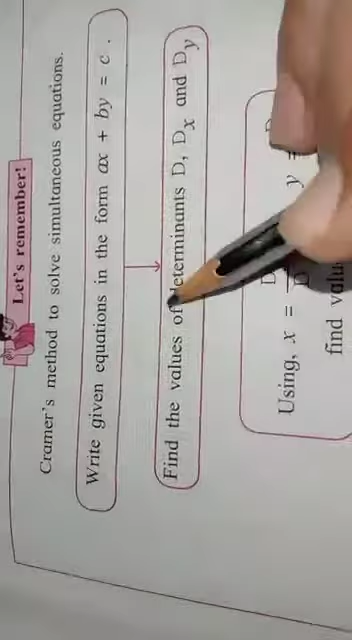 Let's remember!
Cramer's method to solve simultaneous equations.
Write given equations in the form ax + by = c .
Find the values of determinants D, Dx and Dy
Using, x = D y =
find